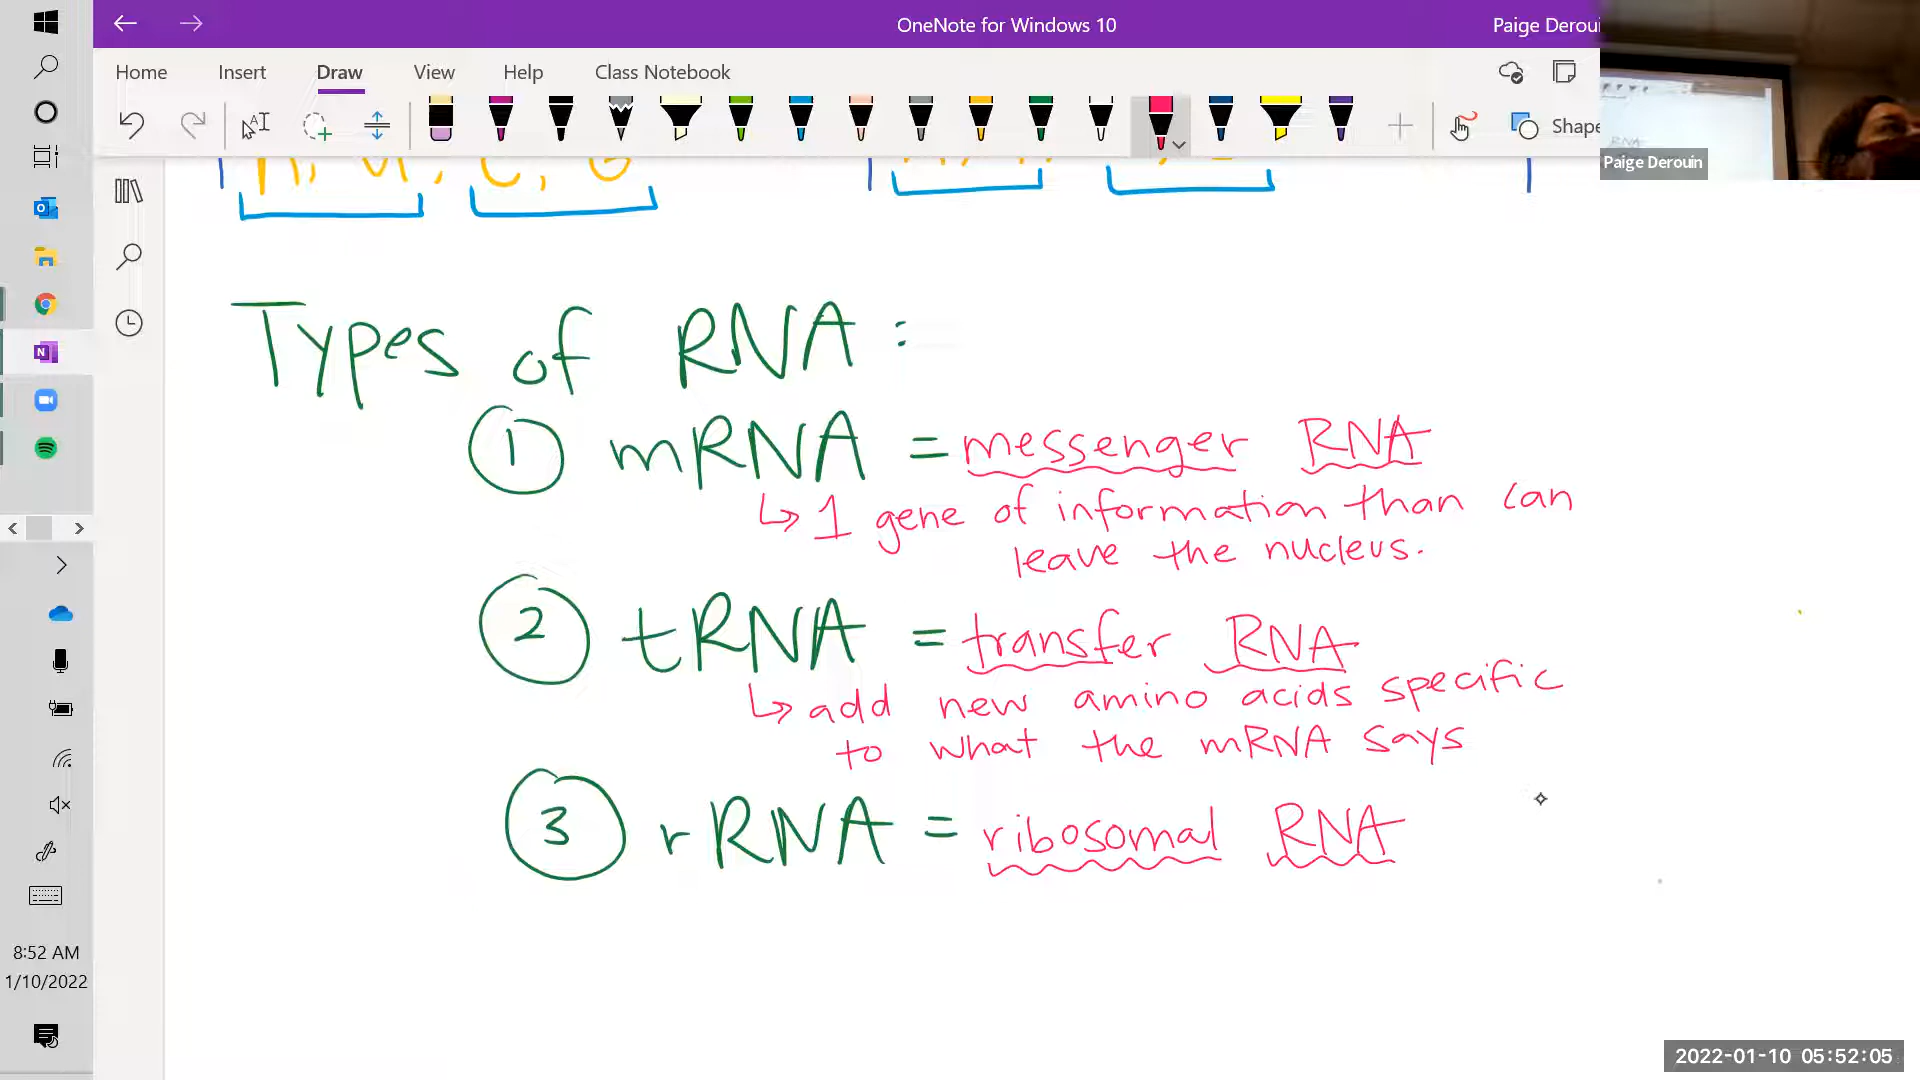 OneNote for Windows 10
Paige Deroui
Home Insert Draw View Help Class Notebook
Shape
Paige Derouin
Types of RNA :
1 mRNA = messenger RNA
↳ 1 gene of information than can
leave the nucleus.
2 tRNA = transfer RNA
↳ add new amino acids specific
to what the mRNA says
3 rRNA = ribosomal RNA
8:52 AM
1/10/2022
2022-01-10 05:52:05